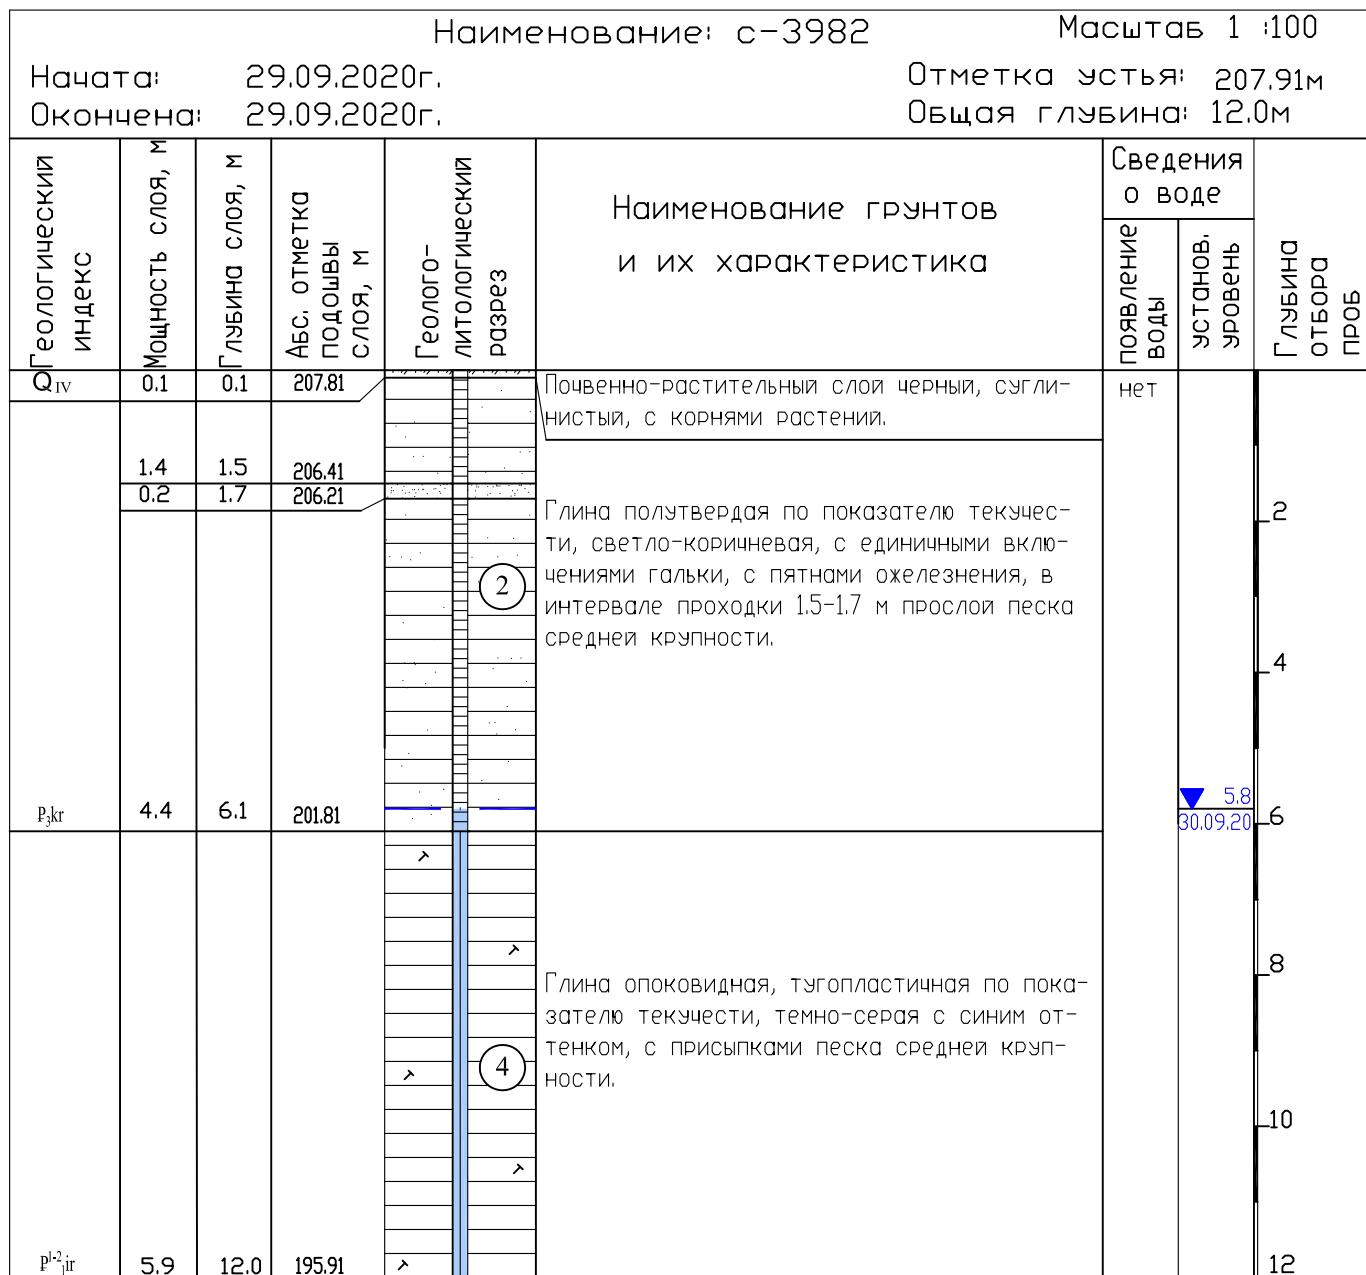 Наименование: с-3982
Масштаб 1 :100
Начата: 29.09.2020г.
Отметка устья: 207.91м
Окончена: 29.09.2020г.
Общая глубина: 12.0м
Геологический
индекс
Мощность слоя, м
Глубина слоя, м
Абс. отметка
подошвы
слоя, м
Геолого-
литологический
разрез
Наименование грунтов
и их характеристика
Сведения
о воде
появление
воды
установ.
уровень
Глубина
отбора
проб
QIV 0.1 0.1 207.81
Почвенно-растительный слой черный, сугли-
нистый, с корнями растений.
нет
1.4 1.5 206.41
0.2 1.7 206.21
Глина полутвердая по показателю текучес-
ти, светло-коричневая, с единичными вклю-
чениями гальки, с пятнами ожелезнения, в
интервале проходки 1.5-1.7 м прослой песка
средней крупности.
2
2
4
5.8
30.09.20
6
P₃kr 4.4 6.1 201.81
8
Глина опоковидная, тугопластичная по пока-
зателю текучести, темно-серая с синим от-
тенком, с присыпками песка средней круп-
ности.
4
10
P¹⁻²₁ir 5.9 12.0 195.91
12